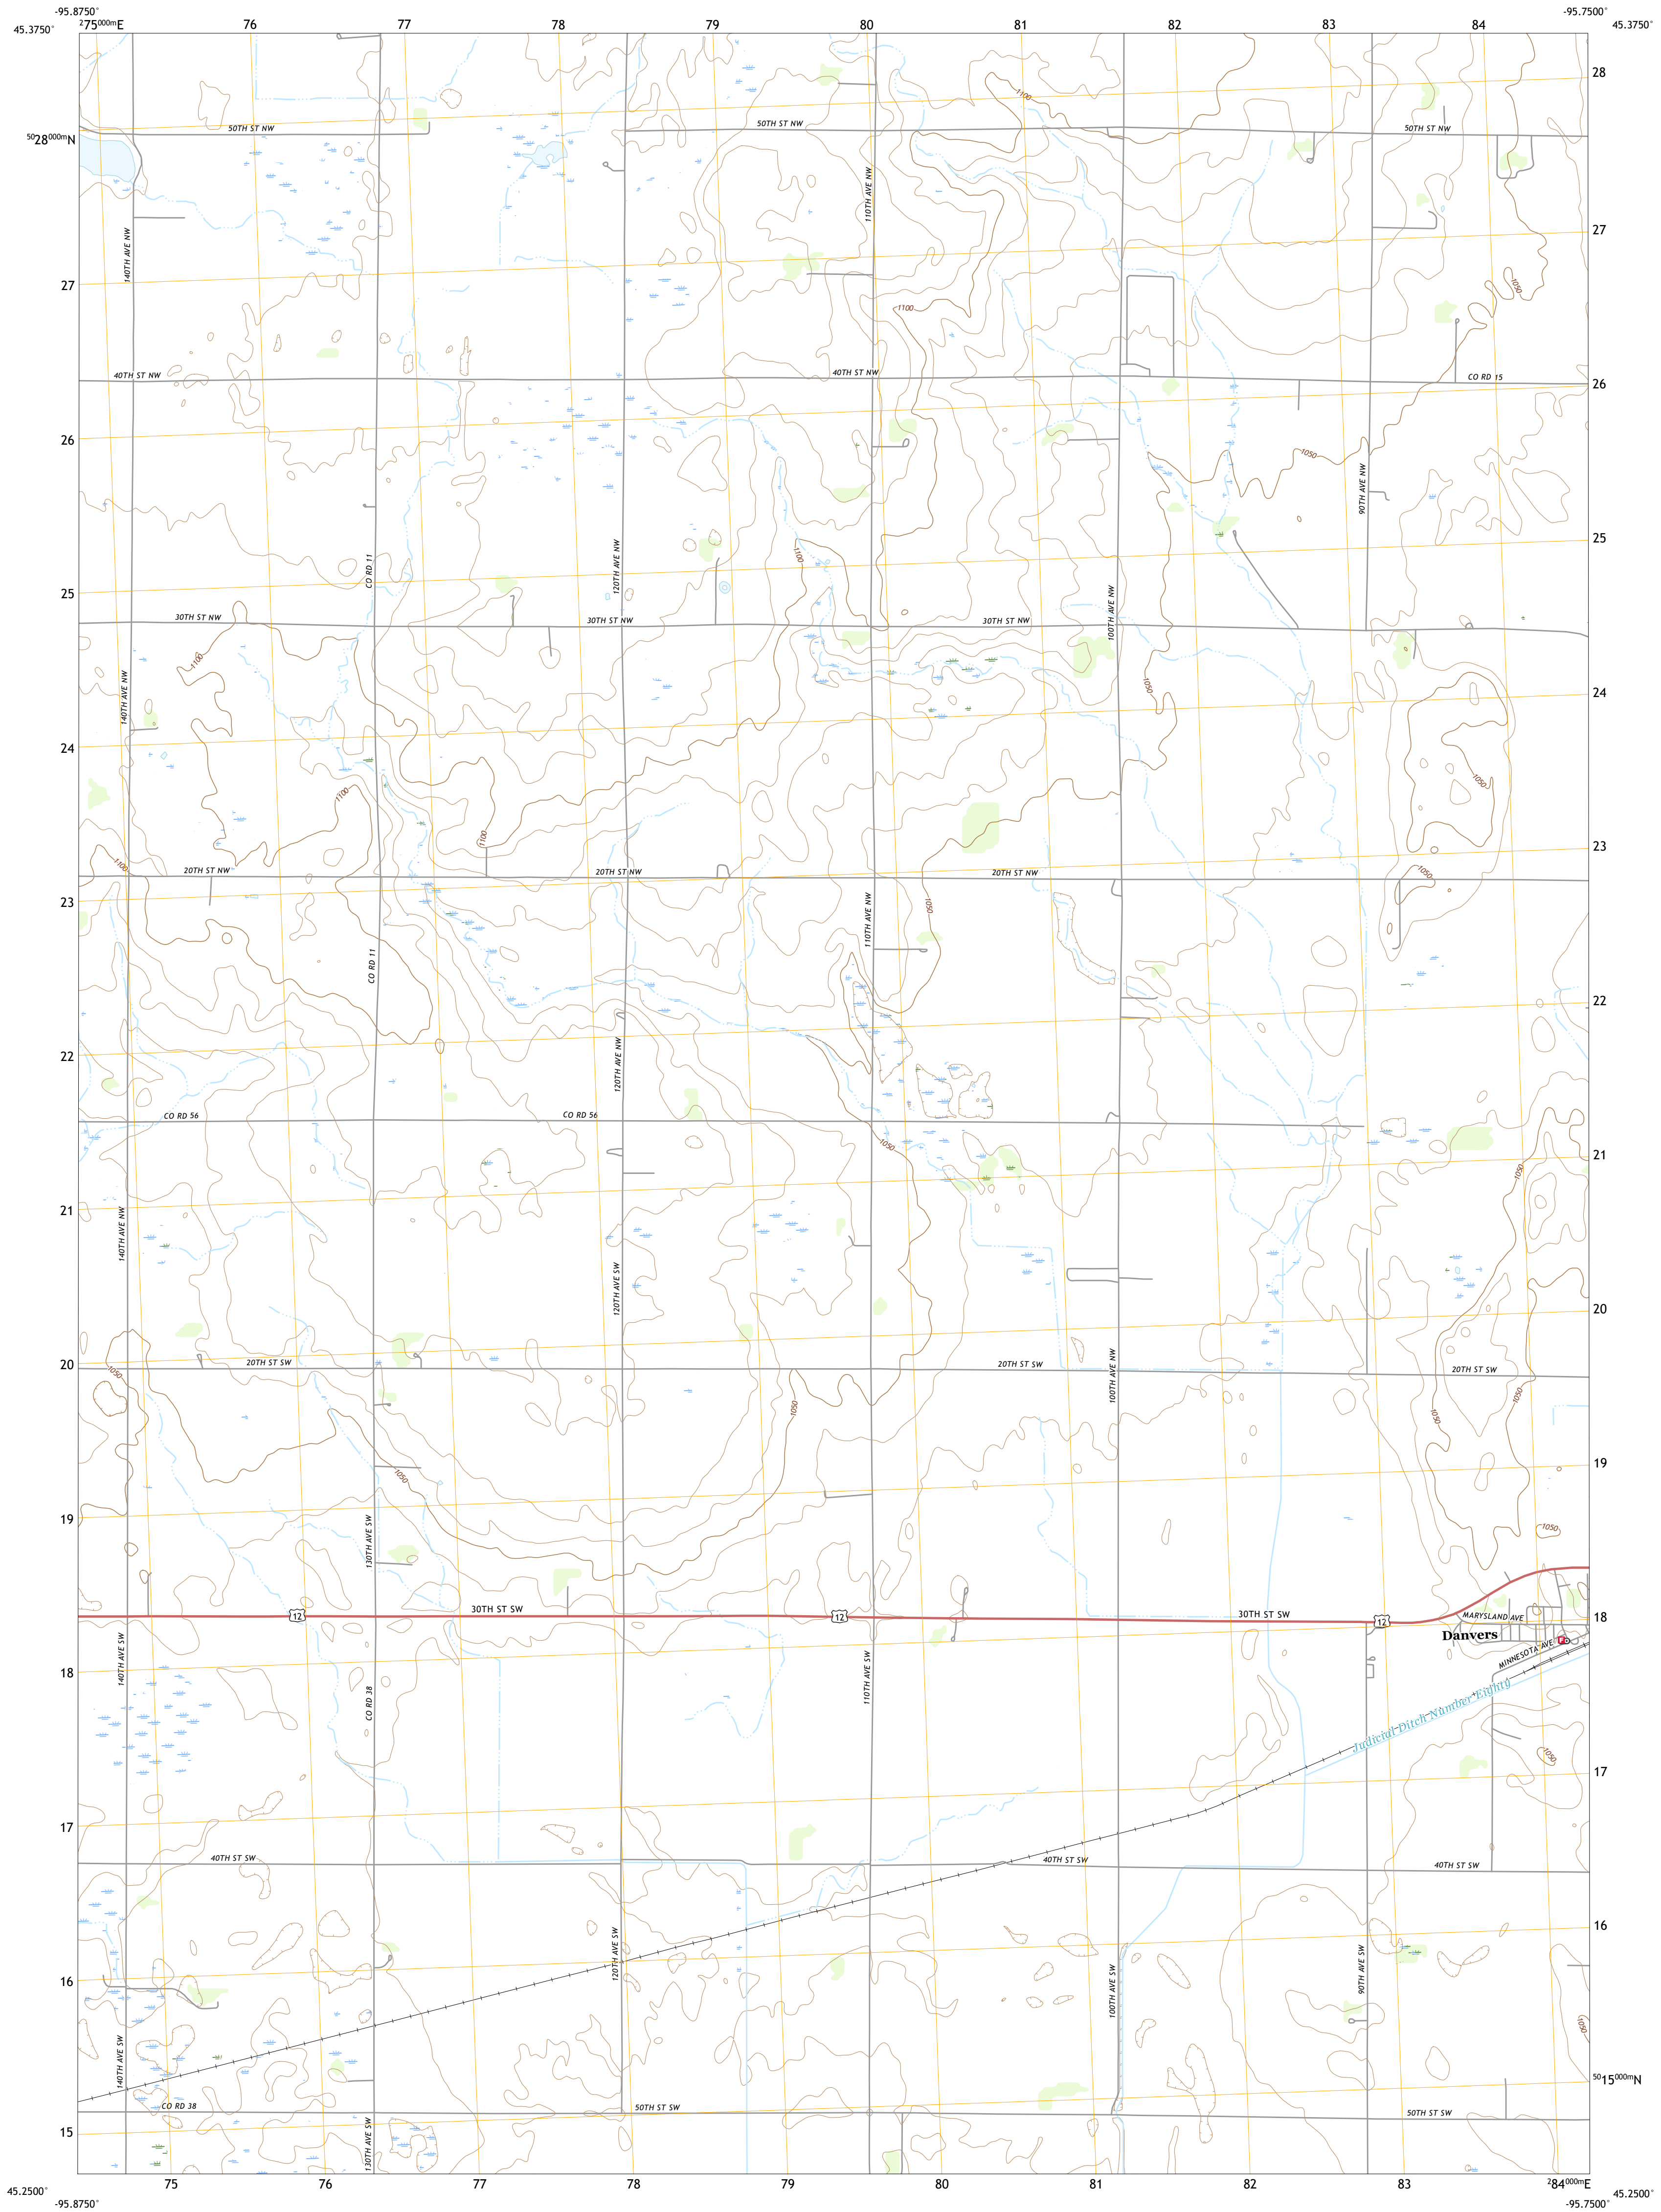 -95.8750°
-95.7500°
45.3750°
275000mE 76 77 78 79 80 81 82 83 84
45.3750°
28
5028000mN
50TH ST NW
50TH ST NW
50TH ST NW
1100
110TH AVE NW
140TH AVE NW
27
27
1050
1100
40TH ST NW
40TH ST NW
CO RD 15
26
26
1050
90TH AVE NW
25
CO RD 11
120TH AVE NW
1100
25
100TH AVE NW
30TH ST NW
30TH ST NW
30TH ST NW
1100
140TH AVE NW
1050
24
24
1050
1100
1100
23
1100
20TH ST NW
20TH ST NW
20TH ST NW
1050
23
1050
110TH AVE NW
CO RD 11
22
22
120TH AVE NW
CO RD 56
CO RD 56
1050
21
1050
21
140TH AVE NW
120TH AVE SW
20
20
20TH ST SW
20TH ST SW
20TH ST SW
1050
100TH AVE NW
1050
1050
1050
1050
19
19
130TH AVE SW
1050
30TH ST SW
12
12
30TH ST SW
12
MARYSLAND AVE
18
Danvers
MINNESOTA AVE
140TH AVE SW
110TH AVE SW
18
CO RD 38
Judicial Ditch Number Eighty
1050
17
17
40TH ST SW
40TH ST SW
40TH ST SW
16
120TH AVE SW
90TH AVE SW
16
100TH AVE SW
1050
140TH AVE SW
5015000mN
CO RD 38
50TH ST SW
50TH ST SW
15
130TH AVE SW
75 76 77 78 79 80 81 82 83 284000mE
45.2500°
45.2500°
-95.8750°
-95.7500°